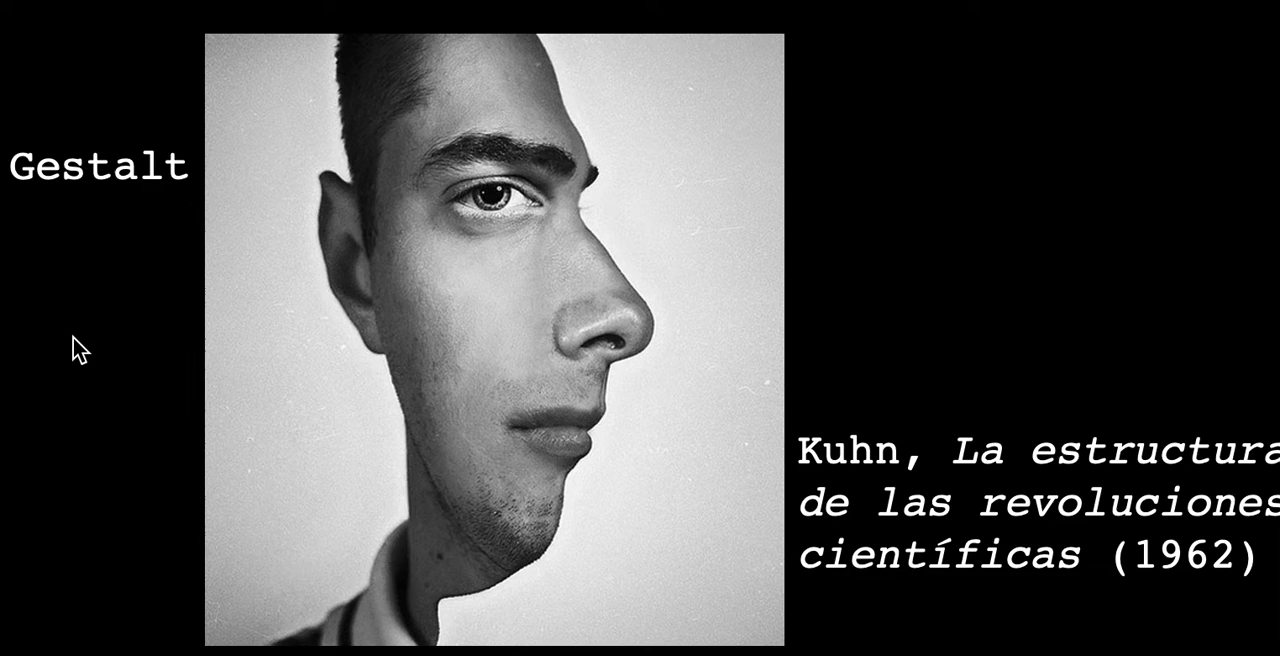 Gestalt
Kuhn, La estructura
de las revoluciones
científicas (1962)